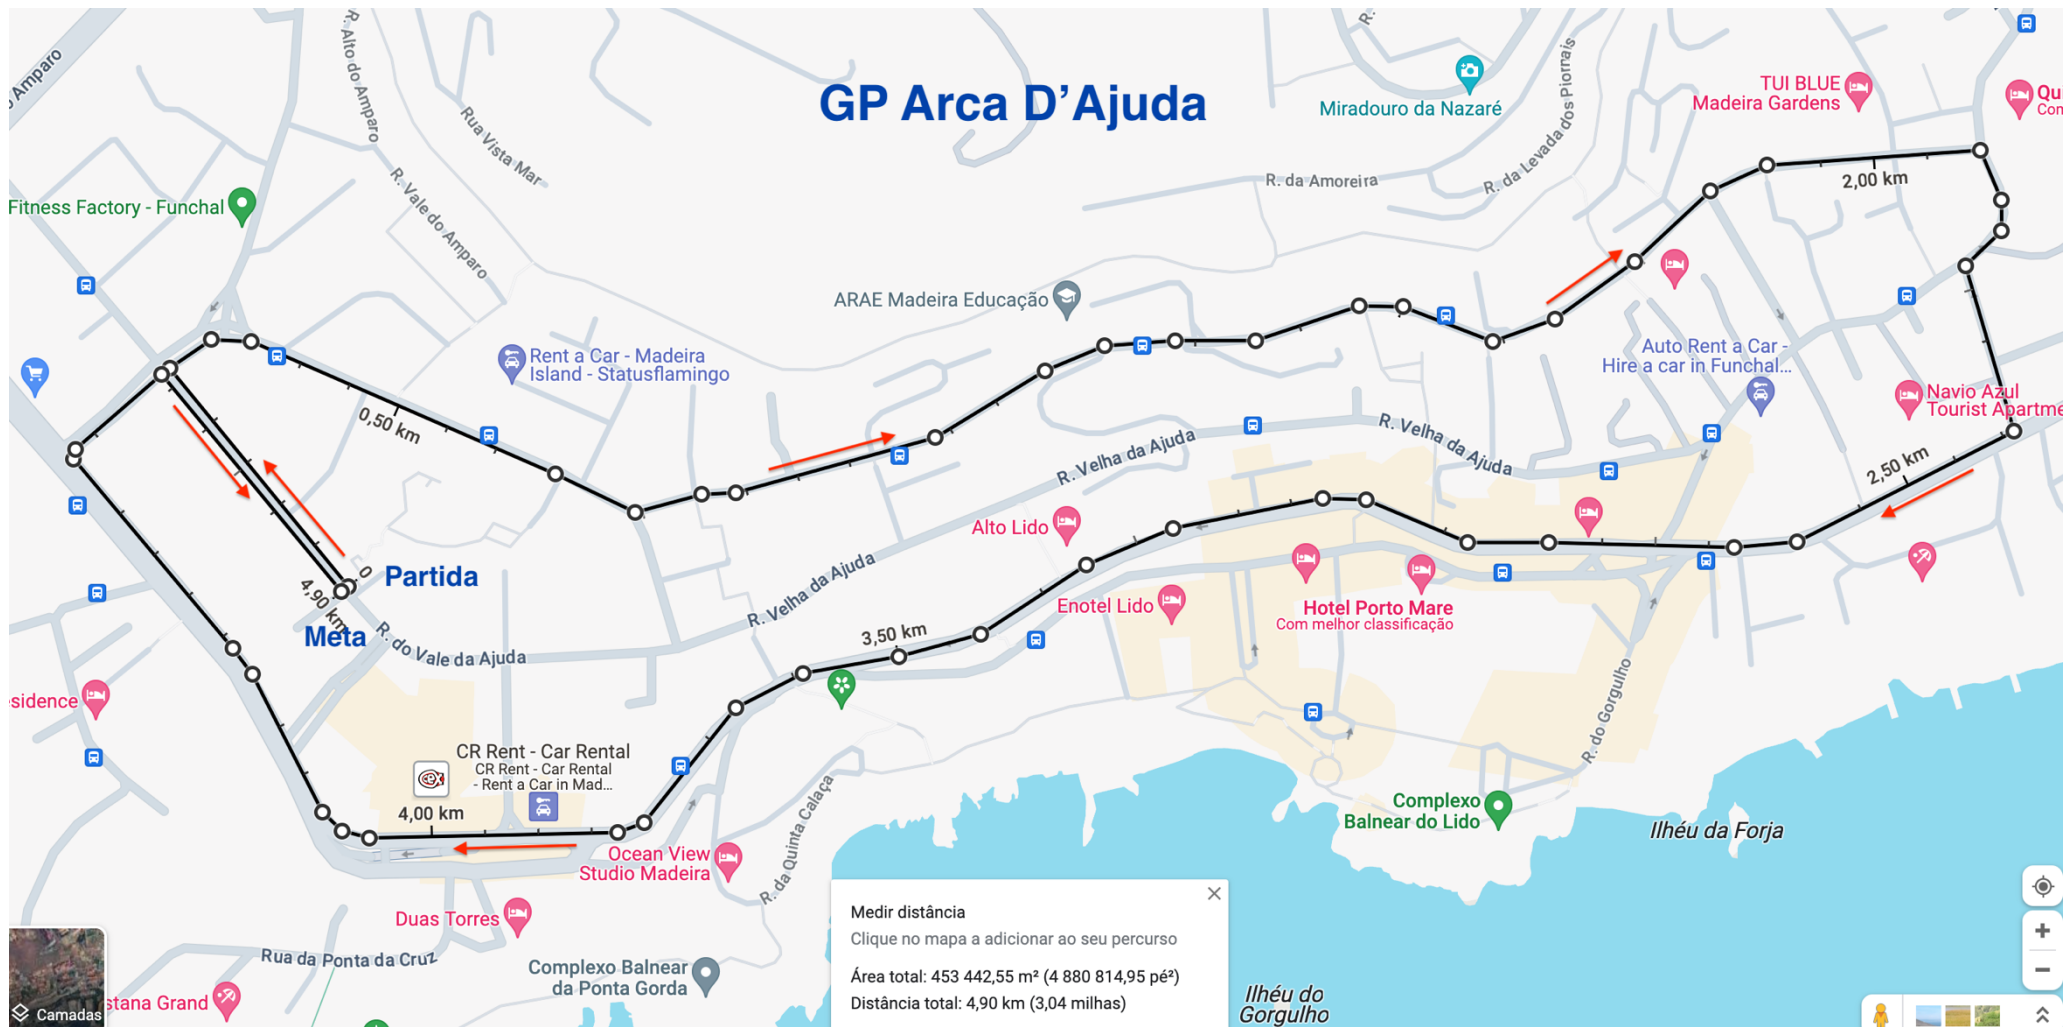 Amparo
R. Alto do Amparo
Rua Vista Mar
R. Vale do Amparo
GP Arca D'Ajuda
Miradouro da Nazaré
R. da Levada dos Piornais
R. da Amoreira
R.
TUI BLUE
Madeira Gardens
Qui
Con
2,00 km
Fitness Factory - Funchal
ARAE Madeira Educação
Rent a Car - Madeira
Island - Statusflamingo
Auto Rent a Car -
Hire a car in Funchal...
Navio Azul
Tourist Apartme
0,50 km
R. Velha da Ajuda
R. Velha da Ajuda
2,50 km
Alto Lido
R. Velha da Ajuda
0
Partida
4,90 km
Meta
R. do Vale da Ajuda
Enotel Lido
Hotel Porto Mare
Com melhor classificação
3,50 km
R. do Gorgulho
sidence
CR Rent - Car Rental
CR Rent - Car Rental
- Rent a Car in Mad...
4,00 km
Ocean View
Studio Madeira
R. da Quinta Calaça
Complexo
Balnear do Lido
Ilhéu da Forja
Duas Torres
Rua da Ponta da Cruz
Complexo Balnear
da Ponta Gorda
stana Grand
Camadas
Medir distância
Clique no mapa a adicionar ao seu percurso
Área total: 453 442,55 m² (4 880 814,95 pé²)
Distância total: 4,90 km (3,04 milhas)
Ilhéu do
Gorgulho